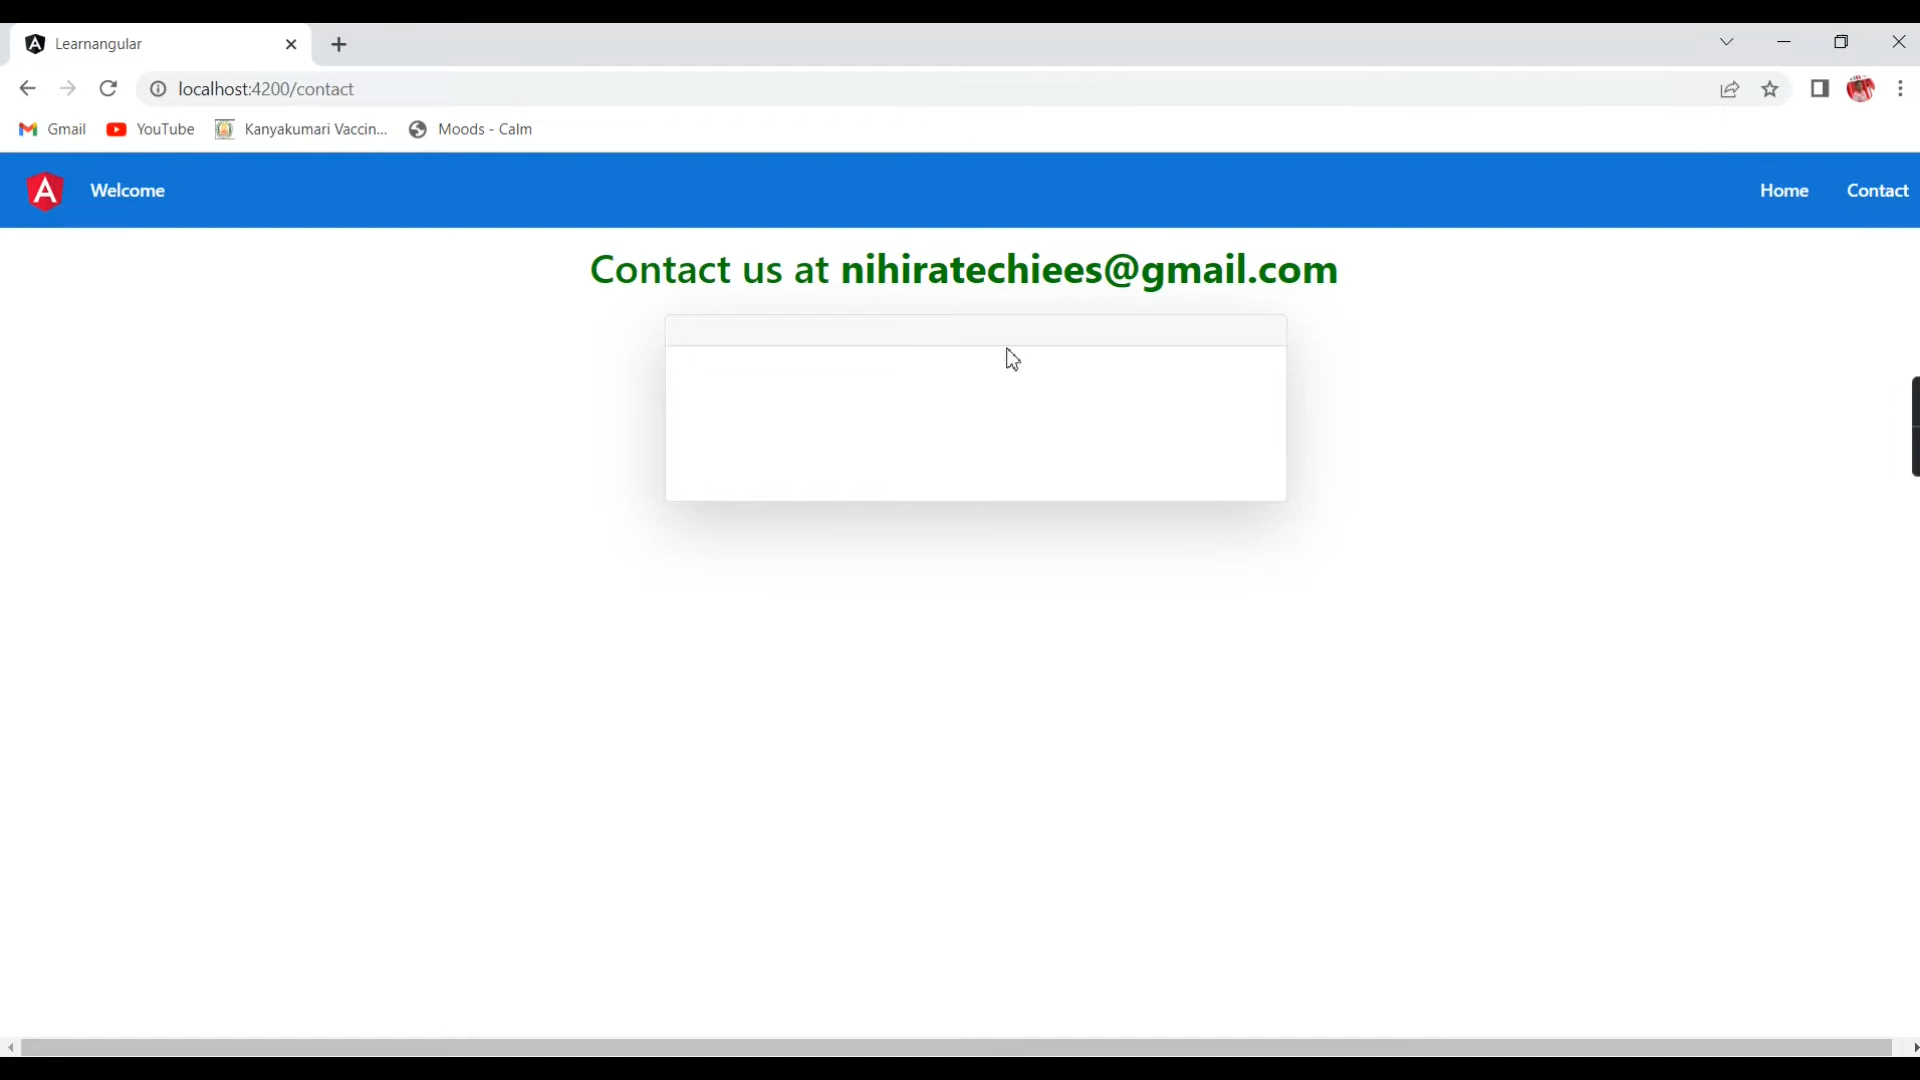 Learnangular
localhost:4200/contact
Gmail YouTube Kanyakumari Vaccin... Moods - Calm
Welcome Home Contact
Contact us at nihiratechiees@gmail.com